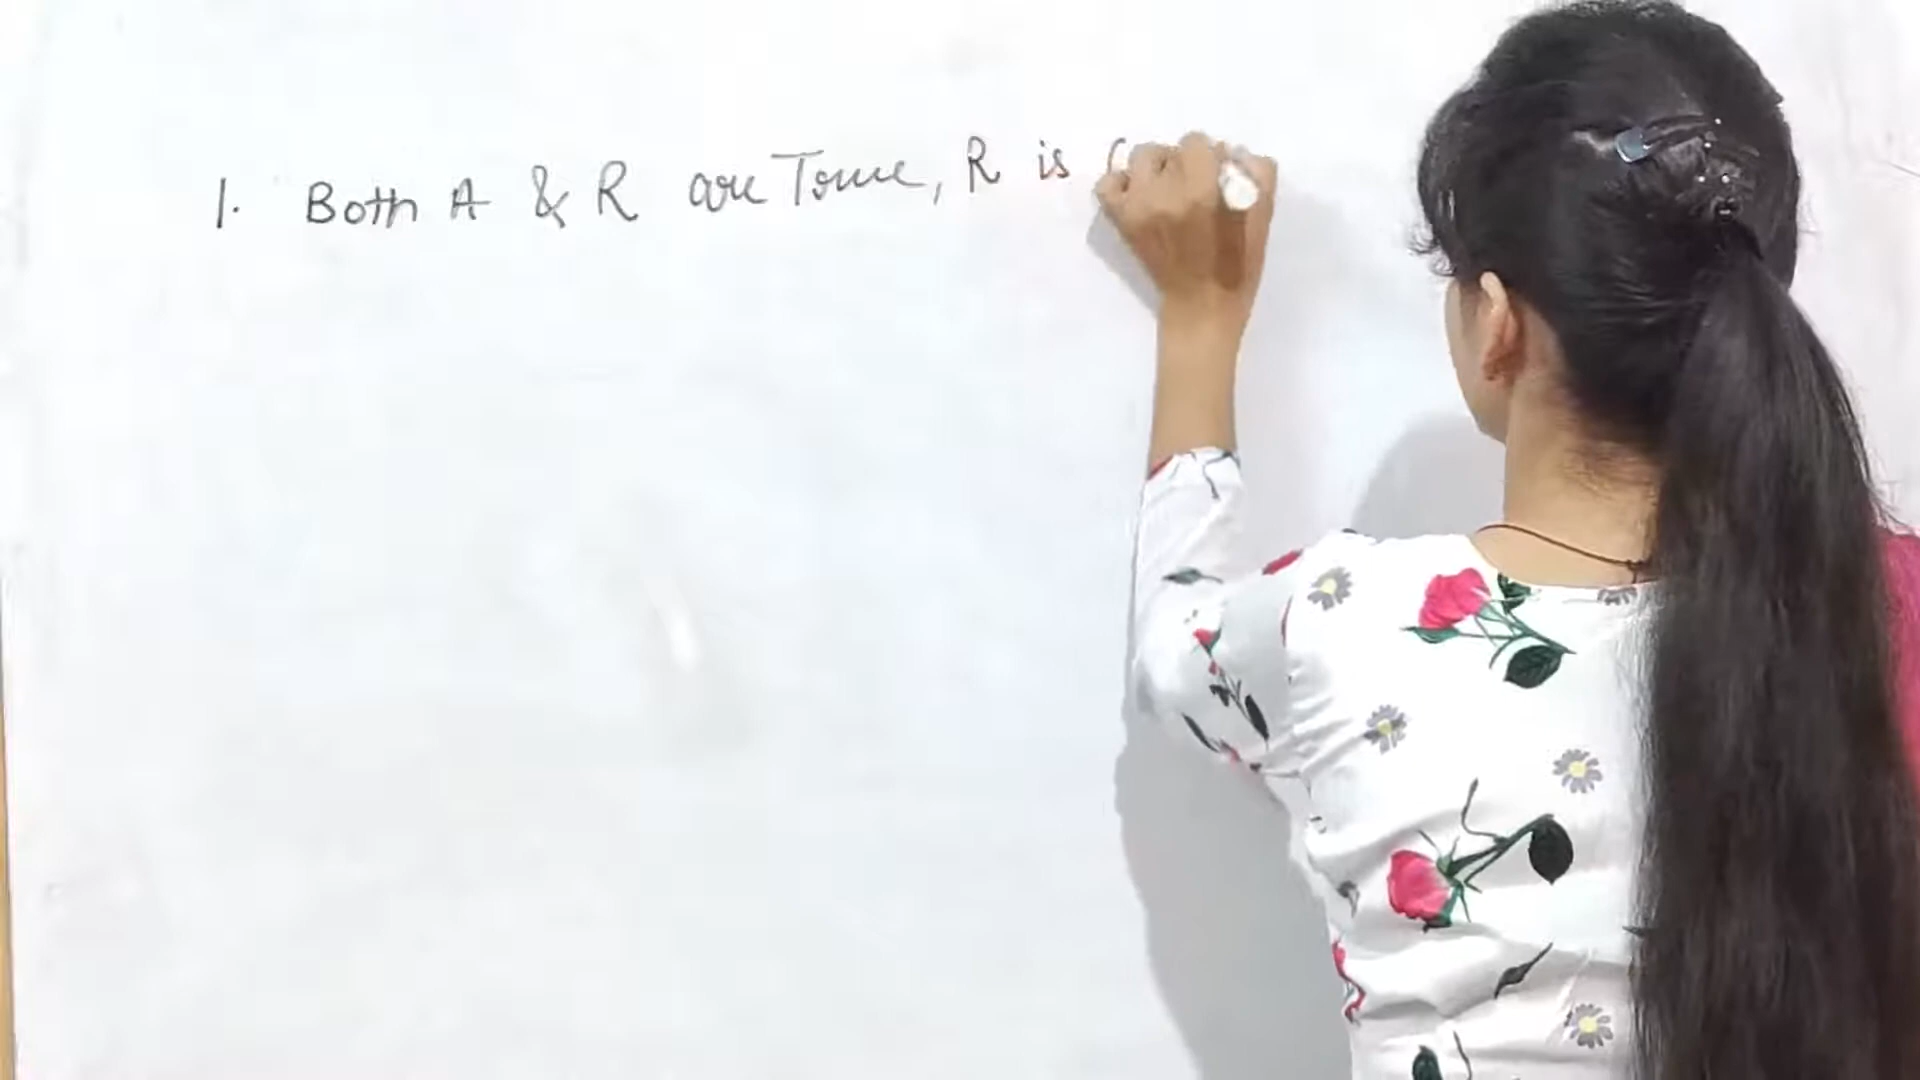 1. Both A & R are True, R is